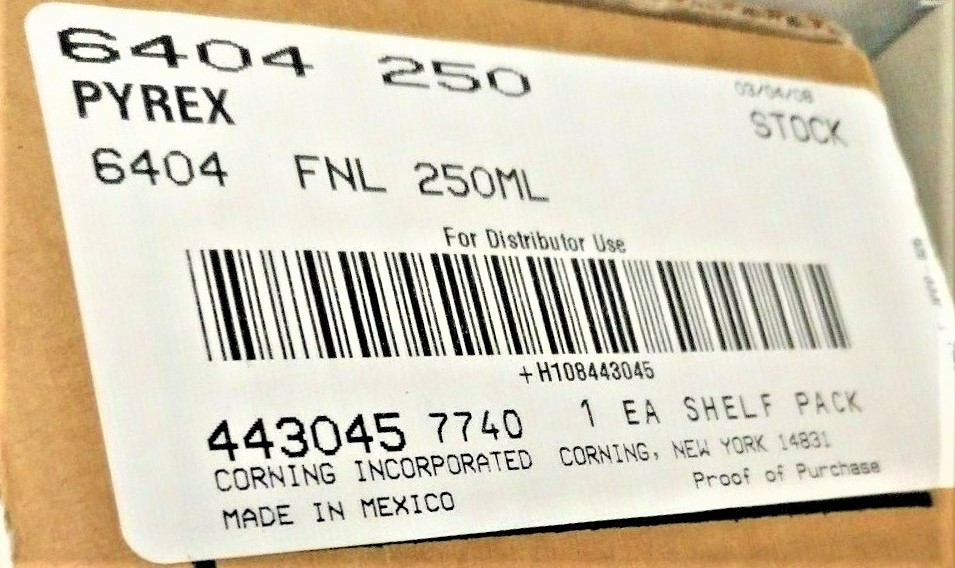 6404 250
03/04/08
PYREX
STOCK
6404 FNL 250ML
For Distributor Use
+H108443045
443045 7740 1 EA SHELF PACK
CORNING INCORPORATED CORNING, NEW YORK 14831
Proof of Purchase
MADE IN MEXICO